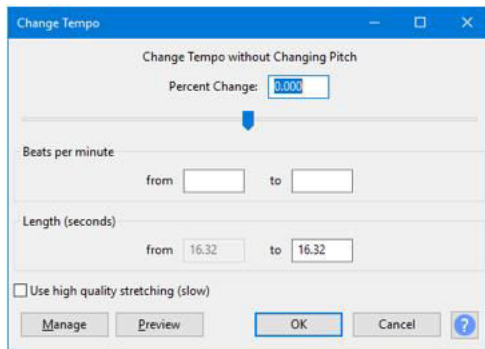 Change Tempo
Change Tempo without Changing Pitch
Percent Change: 0.000
Beats per minute
from to
Length (seconds)
from 16.32 to 16.32
Use high quality stretching (slow)
Manage Preview OK Cancel ?